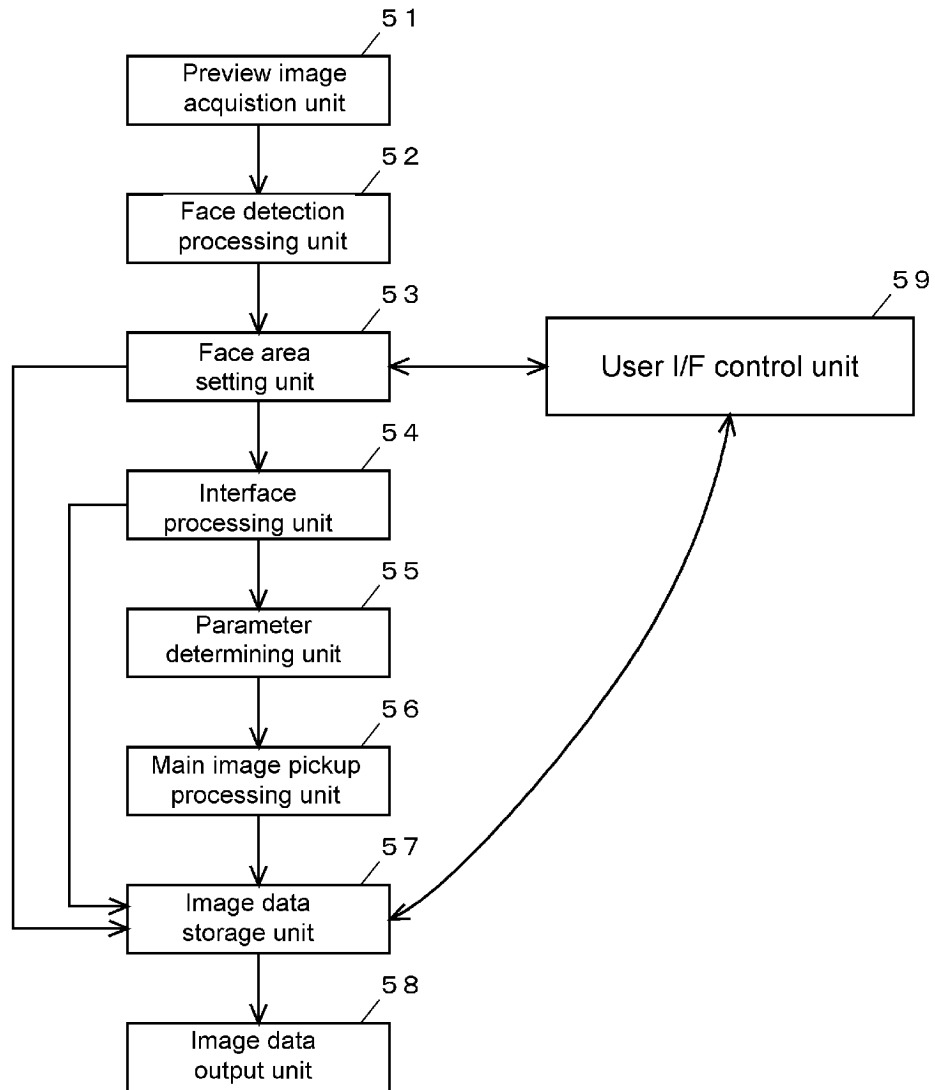 51
Preview image
acquistion unit
52
Face detection
processing unit
53
Face area
setting unit
59
User I/F control unit
54
Interface
processing unit
55
Parameter
determining unit
56
Main image pickup
processing unit
57
Image data
storage unit
58
Image data
output unit